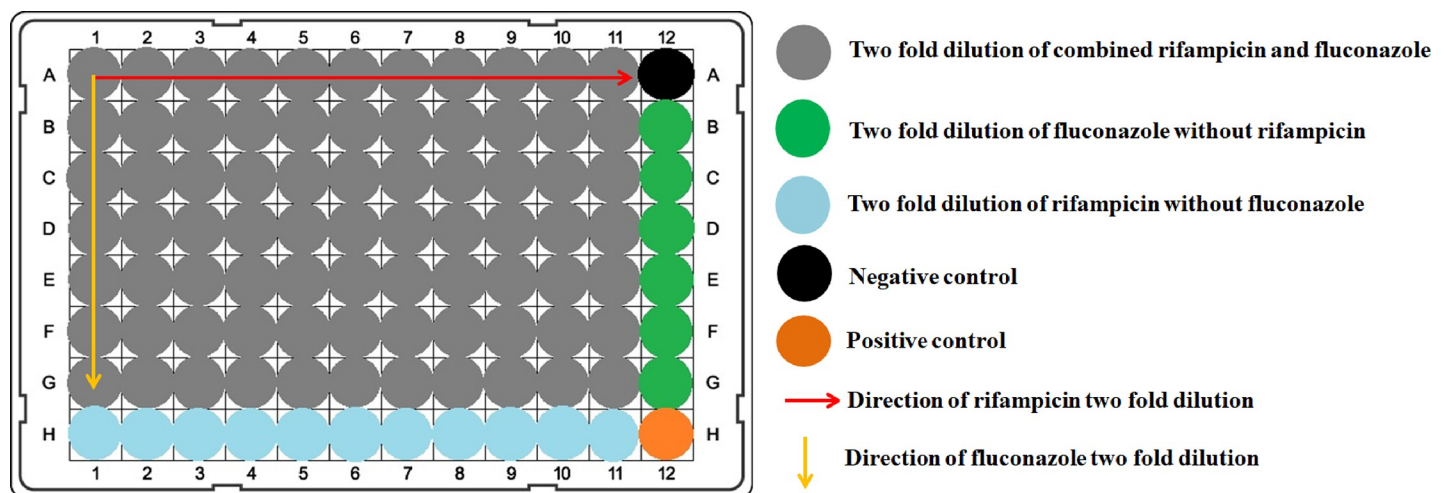 1 2 3 4 5 6 7 8 9 10 11 12
A A
B B
C C
D D
E E
F F
G G
H H
1 2 3 4 5 6 7 8 9 10 11 12
Two fold dilution of combined rifampicin and fluconazole
Two fold dilution of fluconazole without rifampicin
Two fold dilution of rifampicin without fluconazole
Negative control
Positive control
Direction of rifampicin two fold dilution
Direction of fluconazole two fold dilution